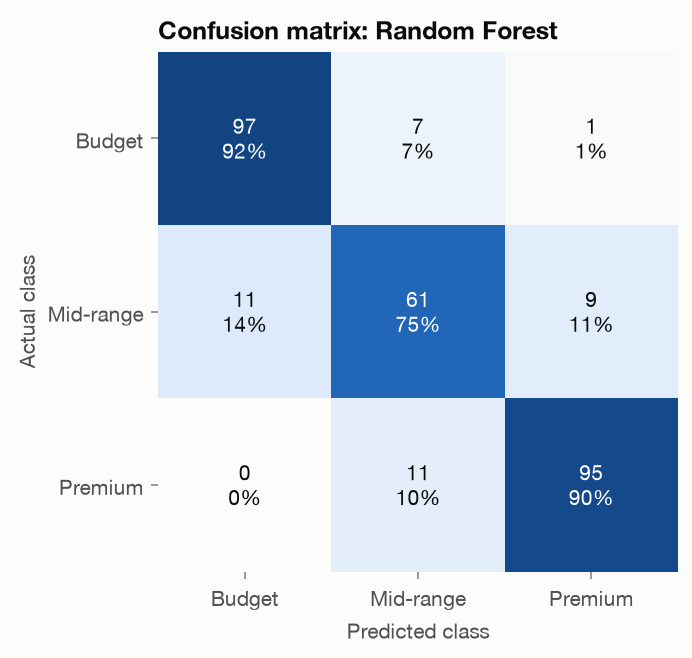 Confusion matrix: Random Forest
Actual class
Budget
97
92%
7
7%
1
1%
Mid-range
11
14%
61
75%
9
11%
Premium
0
0%
11
10%
95
90%
Budget
Mid-range
Premium
Predicted class